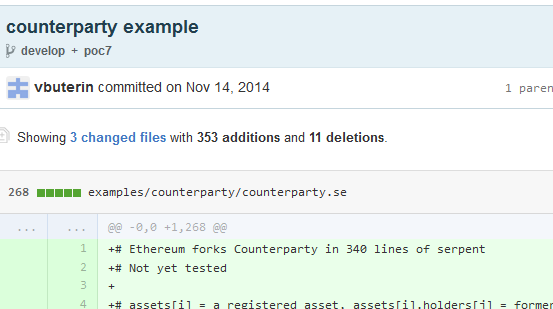 counterparty example
develop + poc7
vbuterin committed on Nov 14, 2014 1 paren
Showing 3 changed files with 353 additions and 11 deletions.
268 examples/counterparty/counterparty.se
... ... @@ -0,0 +1,268 @@
1 +# Ethereum forks Counterparty in 340 lines of serpent
2 +# Not yet tested
3 +
4 +# assets[i] = a registered asset, assets[i].holders[j] = former